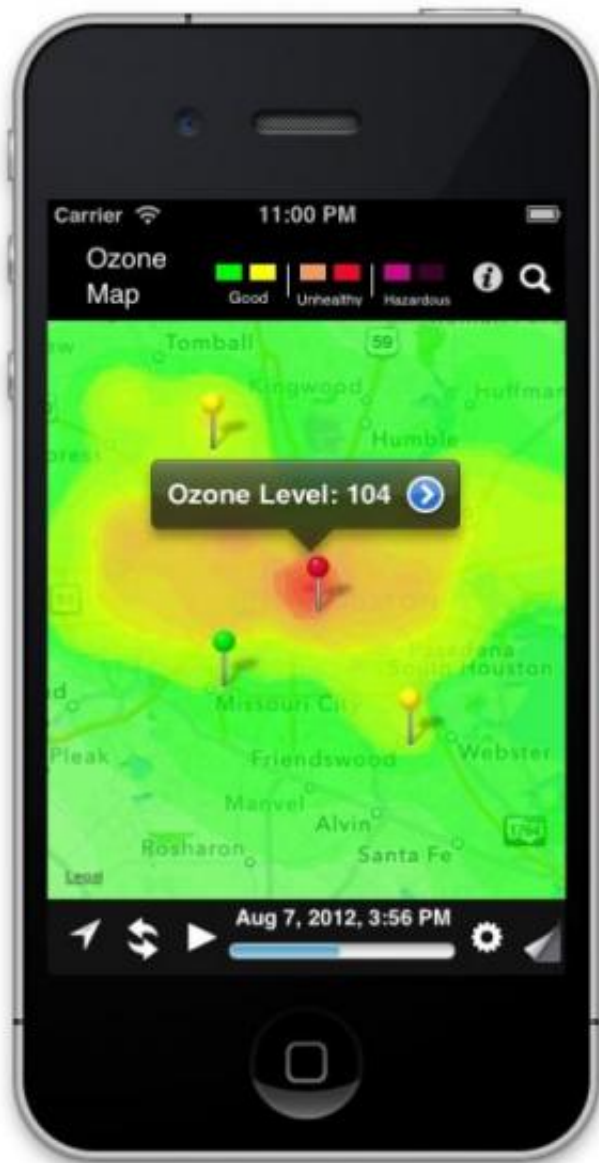 Carrier 11:00 PM
Ozone
Map
Good Unhealthy Hazardous
Tomball
59
Kingwood
Huffman
Humble
Ozone Level: 104
Pasadena
South Houston
Missouri City
Pleak
Friendswood
Webster
Manvel
Alvin
1764
Rosharon
Santa Fe
Legal
Aug 7, 2012, 3:56 PM